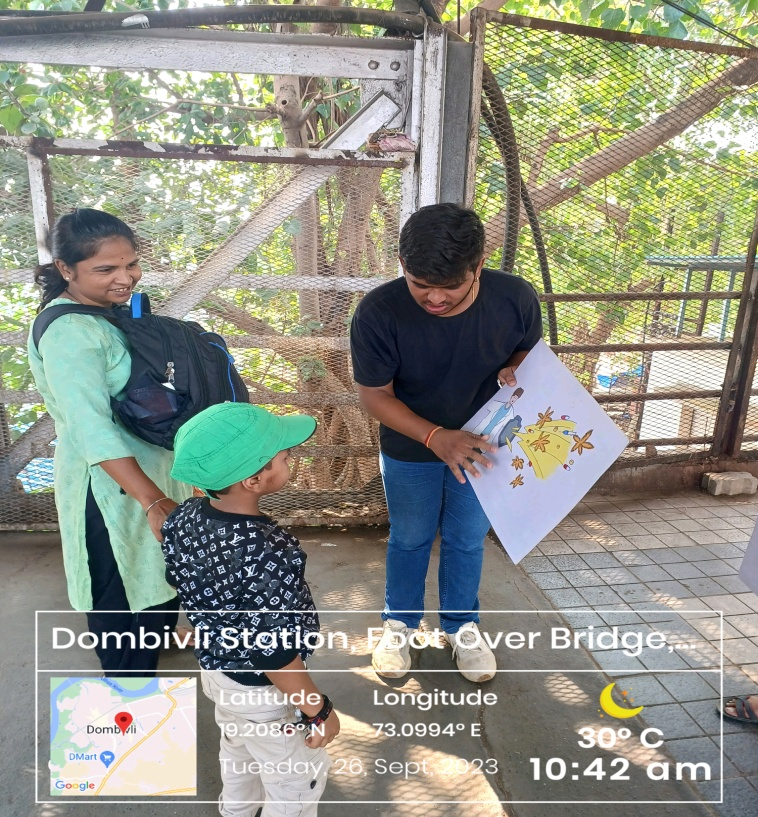 Dombivli Station, Foot Over Bridge,...
Latitude
Longitude
19.2086° N
73.0994° E
Tuesday, 26, Sept, 2023
30° C
10:42 am
Dombivli
DMart
Google